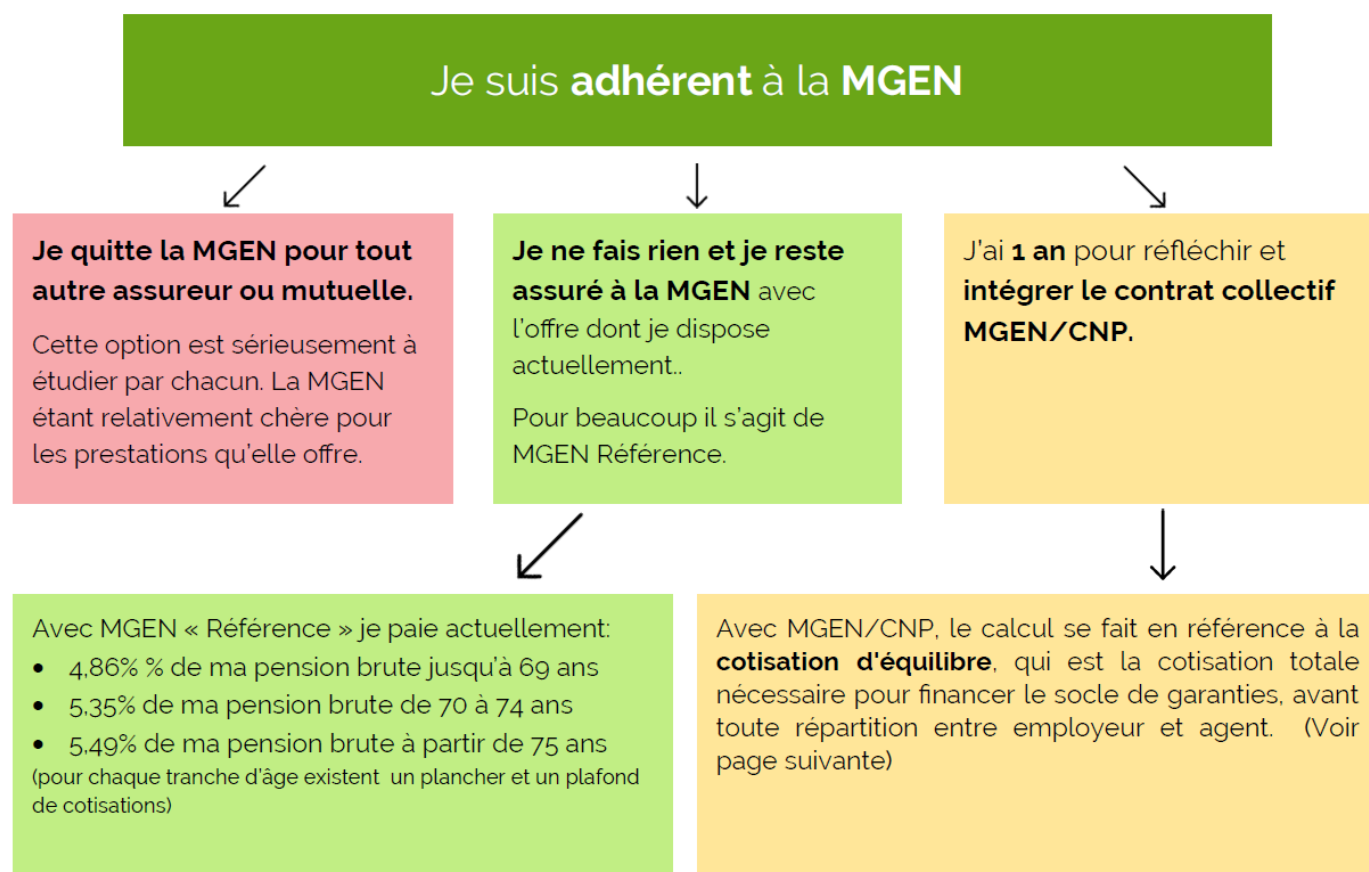 Je suis adhérent à la MGEN
Je quitte la MGEN pour tout
autre assureur ou mutuelle.
Cette option est sérieusement à
étudier par chacun. La MGEN
étant relativement chère pour
les prestations qu'elle offre.
Je ne fais rien et je reste
assuré à la MGEN avec
l'offre dont je dispose
actuellement..
Pour beaucoup il s'agit de
MGEN Référence.
J'ai 1 an pour réfléchir et
intégrer le contrat collectif
MGEN/CNP.
Avec MGEN « Référence » je paie actuellement:
• 4,86% % de ma pension brute jusqu'à 69 ans
• 5,35% de ma pension brute de 70 à 74 ans
• 5,49% de ma pension brute à partir de 75 ans
(pour chaque tranche d'âge existent un plancher et un plafond
de cotisations)
Avec MGEN/CNP, le calcul se fait en référence à la
cotisation d'équilibre, qui est la cotisation totale
nécessaire pour financer le socle de garanties, avant
toute répartition entre employeur et agent. (Voir
page suivante)